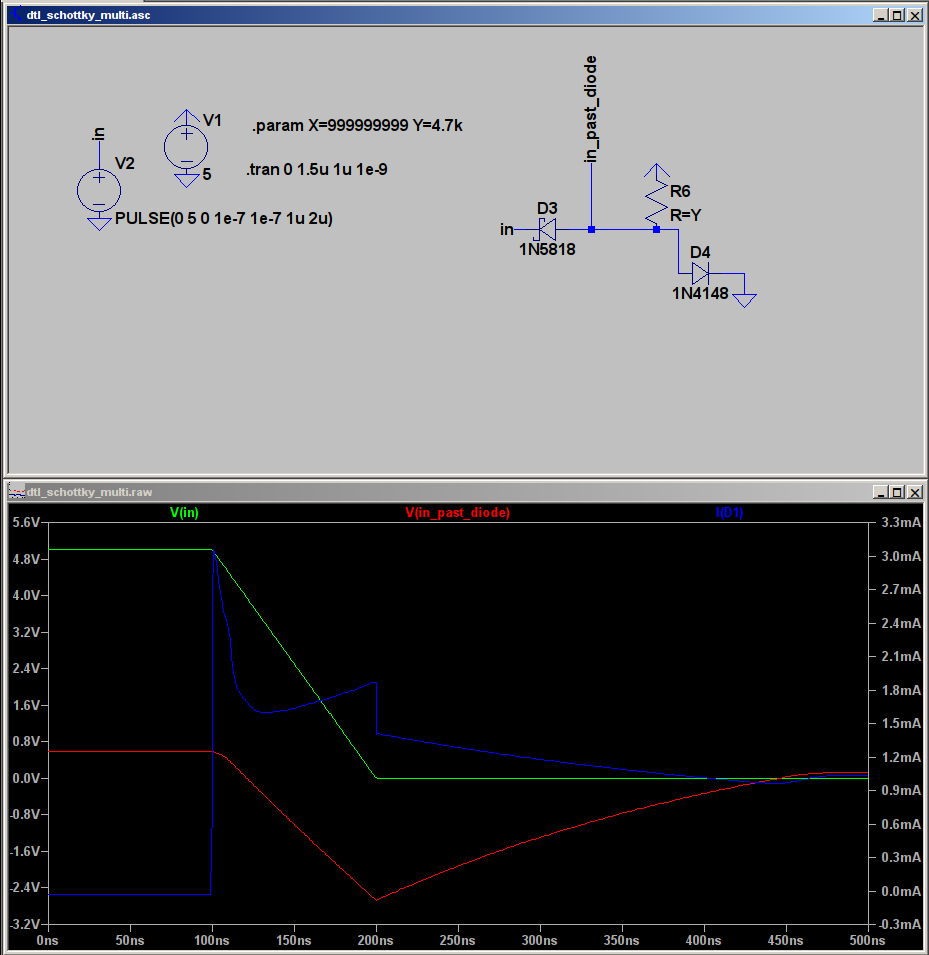 dtl_schottky_multi.asc
in
V2
PULSE(0 5 0 1e-7 1e-7 1u 2u)
V1
5
.param X=999999999 Y=4.7k
.tran 0 1.5u 1u 1e-9
in_past_diode
in
D3
1N5818
R6
R=Y
D4
1N4148
dtl_schottky_multi.raw
V(in) V(in_past_diode) I(D1)
5.6V 3.3mA
4.8V 3.0mA
4.0V 2.7mA
3.2V 2.4mA
2.4V 2.1mA
1.6V 1.8mA
0.8V 1.5mA
0.0V 1.2mA
-0.8V 0.9mA
-1.6V 0.6mA
-2.4V 0.3mA
-3.2V 0.0mA
-0.3mA
0ns 50ns 100ns 150ns 200ns 250ns 300ns 350ns 400ns 450ns 500ns